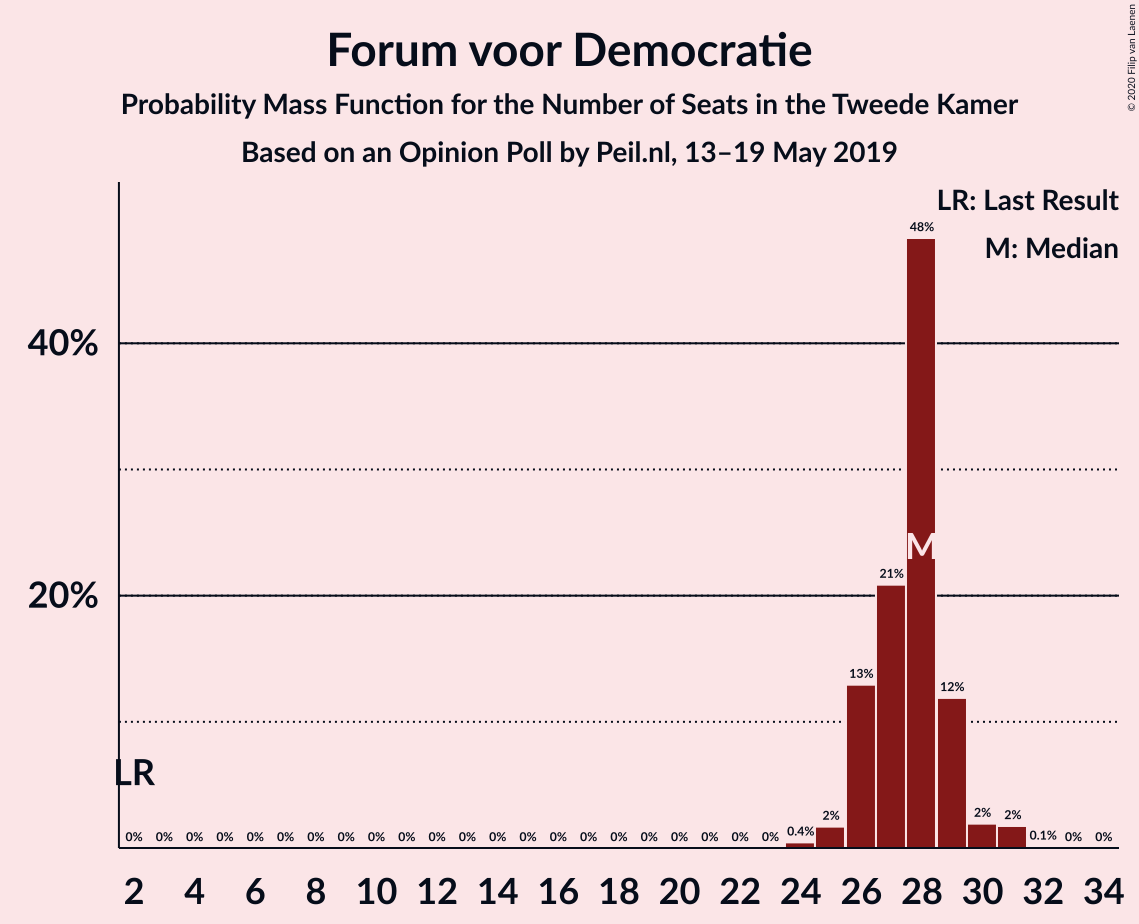 Forum voor Democratie
Probability Mass Function for the Number of Seats in the Tweede Kamer
Based on an Opinion Poll by Peil.nl, 13–19 May 2019
© 2020 Filip van Laenen
LR: Last Result
M: Median
48%
40%
M
21%
20%
13%
12%
LR
0% 0% 0% 0% 0% 0% 0% 0% 0% 0% 0% 0% 0% 0% 0% 0% 0% 0% 0% 0% 0% 0% 0.4% 2% 2% 2% 0.1% 0% 0%
2 4 6 8 10 12 14 16 18 20 22 24 26 28 30 32 34